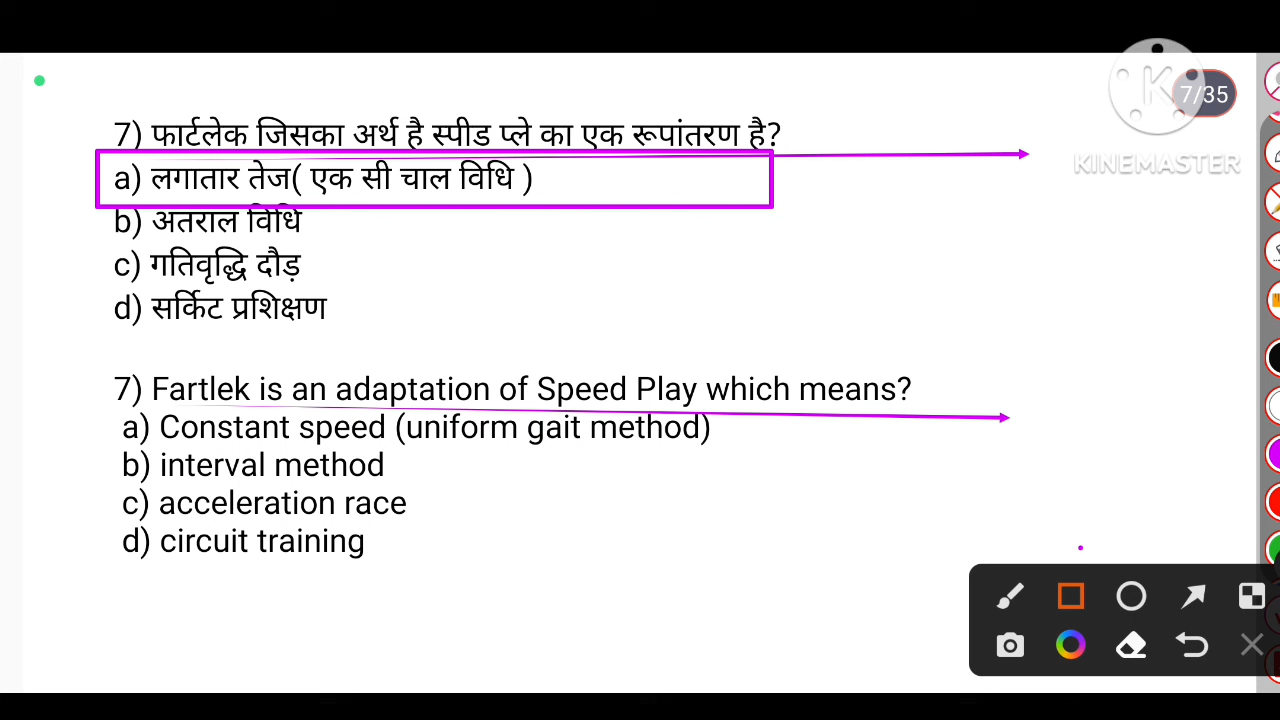 7/35
KINEMASTER
7) फार्टलेक जिसका अर्थ है स्पीड प्ले का एक रूपांतरण है?
a) लगातार तेज( एक सी चाल विधि )
b) अतराल विधि
c) गतिवृद्धि दौड़
d) सर्किट प्रशिक्षण
7) Fartlek is an adaptation of Speed Play which means?
a) Constant speed (uniform gait method)
b) interval method
c) acceleration race
d) circuit training